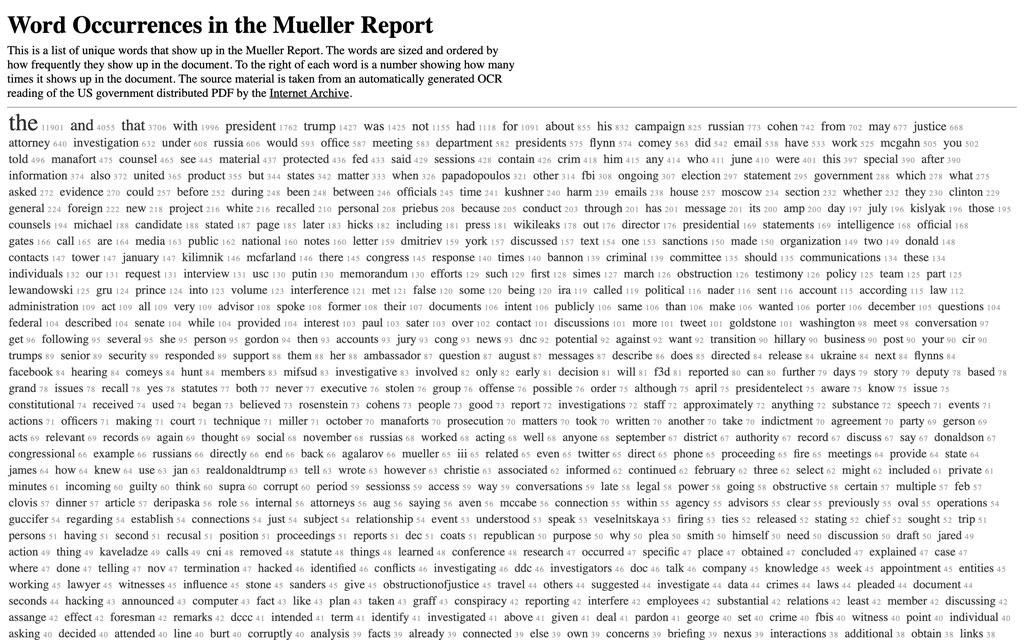 Word Occurrences in the Mueller Report
This is a list of unique words that show up in the Mueller Report. The words are sized and ordered by
how frequently they show up in the document. To the right of each word is a number showing how many
times it shows up in the document. The source material is taken from an automatically generated OCR
reading of the US government distributed PDF by the Internet Archive.
the 11901 and 4055 that 3706 with 1996 president 1762 trump 1427 was 1425 not 1155 had 1118 for 1091 about 855 his 832 campaign 825 russian 773 cohen 742 from 702 may 677 justice 668
attorney 640 investigation 632 under 608 russia 606 would 593 office 587 meeting 583 department 582 presidents 575 flynn 574 comey 563 did 542 email 538 have 533 work 525 mcgahn 505 you 502
told 496 manafort 475 counsel 465 see 445 material 437 protected 436 fed 433 said 429 sessions 428 contain 426 crim 418 him 415 any 414 who 411 june 410 were 401 this 397 special 390 after 390
information 374 also 372 united 365 product 355 but 344 states 342 matter 333 when 326 papadopoulos 321 other 314 fbi 308 ongoing 307 election 297 statement 295 government 288 which 278 what 275
asked 272 evidence 270 could 257 before 252 during 248 been 248 between 246 officials 245 time 241 kushner 240 harm 239 emails 238 house 237 moscow 234 section 232 whether 232 they 230 clinton 229
general 224 foreign 222 new 218 project 216 white 216 recalled 210 personal 208 priebus 208 because 205 conduct 203 through 201 has 201 message 201 its 200 amp 200 day 197 july 196 kislyak 196 those 195
counsels 194 michael 188 candidate 188 stated 187 page 185 later 183 hicks 182 including 181 press 181 wikileaks 178 out 176 director 176 presidential 169 statements 169 intelligence 168 official 168
gates 166 call 165 are 164 media 163 public 162 national 160 notes 160 letter 159 dmitriev 159 york 157 discussed 157 text 154 one 153 sanctions 150 made 150 organization 149 two 149 donald 148
contacts 147 tower 147 january 147 kilimnik 146 mcfarland 146 there 145 congress 145 response 140 times 140 bannon 139 criminal 139 committee 135 should 135 communications 134 these 134
individuals 132 our 131 request 131 interview 131 usc 130 putin 130 memorandum 130 efforts 129 such 129 first 128 simes 127 march 126 obstruction 126 testimony 126 policy 125 team 125 part 125
lewandowski 125 gru 124 prince 124 into 123 volume 123 interference 121 met 121 false 120 some 120 being 120 ira 119 called 119 political 116 nader 116 sent 116 account 115 according 115 law 112
administration 109 act 109 all 109 very 109 advisor 108 spoke 108 former 108 their 107 documents 106 intent 106 publicly 106 same 106 than 106 make 106 wanted 106 porter 106 december 105 questions 104
federal 104 described 104 senate 104 while 104 provided 104 interest 103 paul 103 sater 103 over 102 contact 101 discussions 101 more 101 tweet 101 goldstone 101 washington 98 meet 98 conversation 97
get 96 following 95 several 95 she 95 person 95 gordon 94 then 93 accounts 93 jury 93 cong 93 news 93 dnc 92 potential 92 against 92 want 92 transition 90 hillary 90 business 90 post 90 your 90 cir 90
trumps 89 senior 89 security 89 responded 89 support 88 them 88 her 88 ambassador 87 question 87 august 87 messages 87 describe 86 does 85 directed 84 release 84 ukraine 84 next 84 flynns 84
facebook 84 hearing 84 comeys 84 hunt 84 members 83 mifsud 83 investigative 83 involved 82 only 82 early 81 decision 81 will 81 f3d 81 reported 80 can 80 further 79 days 79 story 79 deputy 78 based 78
grand 78 issues 78 recall 78 yes 78 statutes 77 both 77 never 77 executive 76 stolen 76 group 76 offense 76 possible 76 order 75 although 75 april 75 presidentelect 75 aware 75 know 75 issue 75
constitutional 74 received 74 used 74 began 73 believed 73 rosenstein 73 cohens 73 people 73 good 73 report 72 investigations 72 staff 72 approximately 72 anything 72 substance 72 speech 71 events 71
actions 71 officers 71 making 71 court 71 technique 71 miller 71 october 70 manaforts 70 prosecution 70 matters 70 took 70 written 70 another 70 take 70 indictment 70 agreement 70 party 69 gerson 69
acts 69 relevant 69 records 69 again 69 thought 69 social 68 november 68 russias 68 worked 68 acting 68 well 68 anyone 68 september 67 district 67 authority 67 record 67 discuss 67 say 67 donaldson 67
congressional 66 example 66 russians 66 directly 66 end 66 back 66 agalarov 66 mueller 65 iii 65 related 65 even 65 twitter 65 direct 65 phone 65 proceeding 65 fire 65 meetings 64 provide 64 state 64
james 64 how 64 knew 64 use 63 jan 63 realdonaldtrump 63 tell 63 wrote 63 however 63 christie 63 associated 62 informed 62 continued 62 february 62 three 62 select 62 might 62 included 61 private 61
minutes 61 incoming 60 guilty 60 think 60 supra 60 corrupt 60 period 59 sessionss 59 access 59 way 59 conversations 59 late 58 legal 58 power 58 going 58 obstructive 58 certain 57 multiple 57 feb 57
clovis 57 dinner 57 article 57 deripaska 56 role 56 internal 56 attorneys 56 aug 56 saying 55 aven 55 mccabe 55 connection 55 within 55 agency 55 advisors 55 clear 55 previously 55 oval 55 operations 54
guccifer 54 regarding 54 establish 54 connections 54 just 54 subject 54 relationship 54 event 53 understood 53 speak 53 veselnitskaya 53 firing 53 ties 52 released 52 stating 52 chief 52 sought 52 trip 51
persons 51 having 51 second 51 recusal 51 position 51 proceedings 51 reports 51 dec 51 coats 51 republican 50 purpose 50 why 50 plea 50 smith 50 himself 50 need 50 discussion 50 draft 50 jared 49
action 49 thing 49 kaveladze 49 calls 49 cni 48 removed 48 statute 48 things 48 learned 48 conference 48 research 47 occurred 47 specific 47 place 47 obtained 47 concluded 47 explained 47 case 47
where 47 done 47 telling 47 nov 47 termination 47 hacked 46 identified 46 conflicts 46 investigating 46 ddc 46 investigators 46 doc 46 talk 46 company 45 knowledge 45 week 45 appointment 45 entities 45
working 45 lawyer 45 witnesses 45 influence 45 stone 45 sanders 45 give 45 obstructionofjustice 45 travel 44 others 44 suggested 44 investigate 44 data 44 crimes 44 laws 44 pleaded 44 document 44
seconds 44 hacking 43 announced 43 computer 43 fact 43 like 43 plan 43 taken 43 graff 43 conspiracy 42 reporting 42 interfere 42 employees 42 substantial 42 relations 42 least 42 member 42 discussing 42
assange 42 effect 42 foresman 42 remarks 42 dccc 41 intended 41 term 41 identify 41 investigated 41 above 41 given 41 deal 41 pardon 41 george 40 set 40 crime 40 fbis 40 witness 40 point 40 individual 40
asking 40 decided 40 attended 40 line 40 burt 40 corruptly 40 analysis 39 facts 39 already 39 connected 39 else 39 own 39 concerns 39 briefing 39 nexus 39 interactions 38 additional 38 obtain 38 links 38